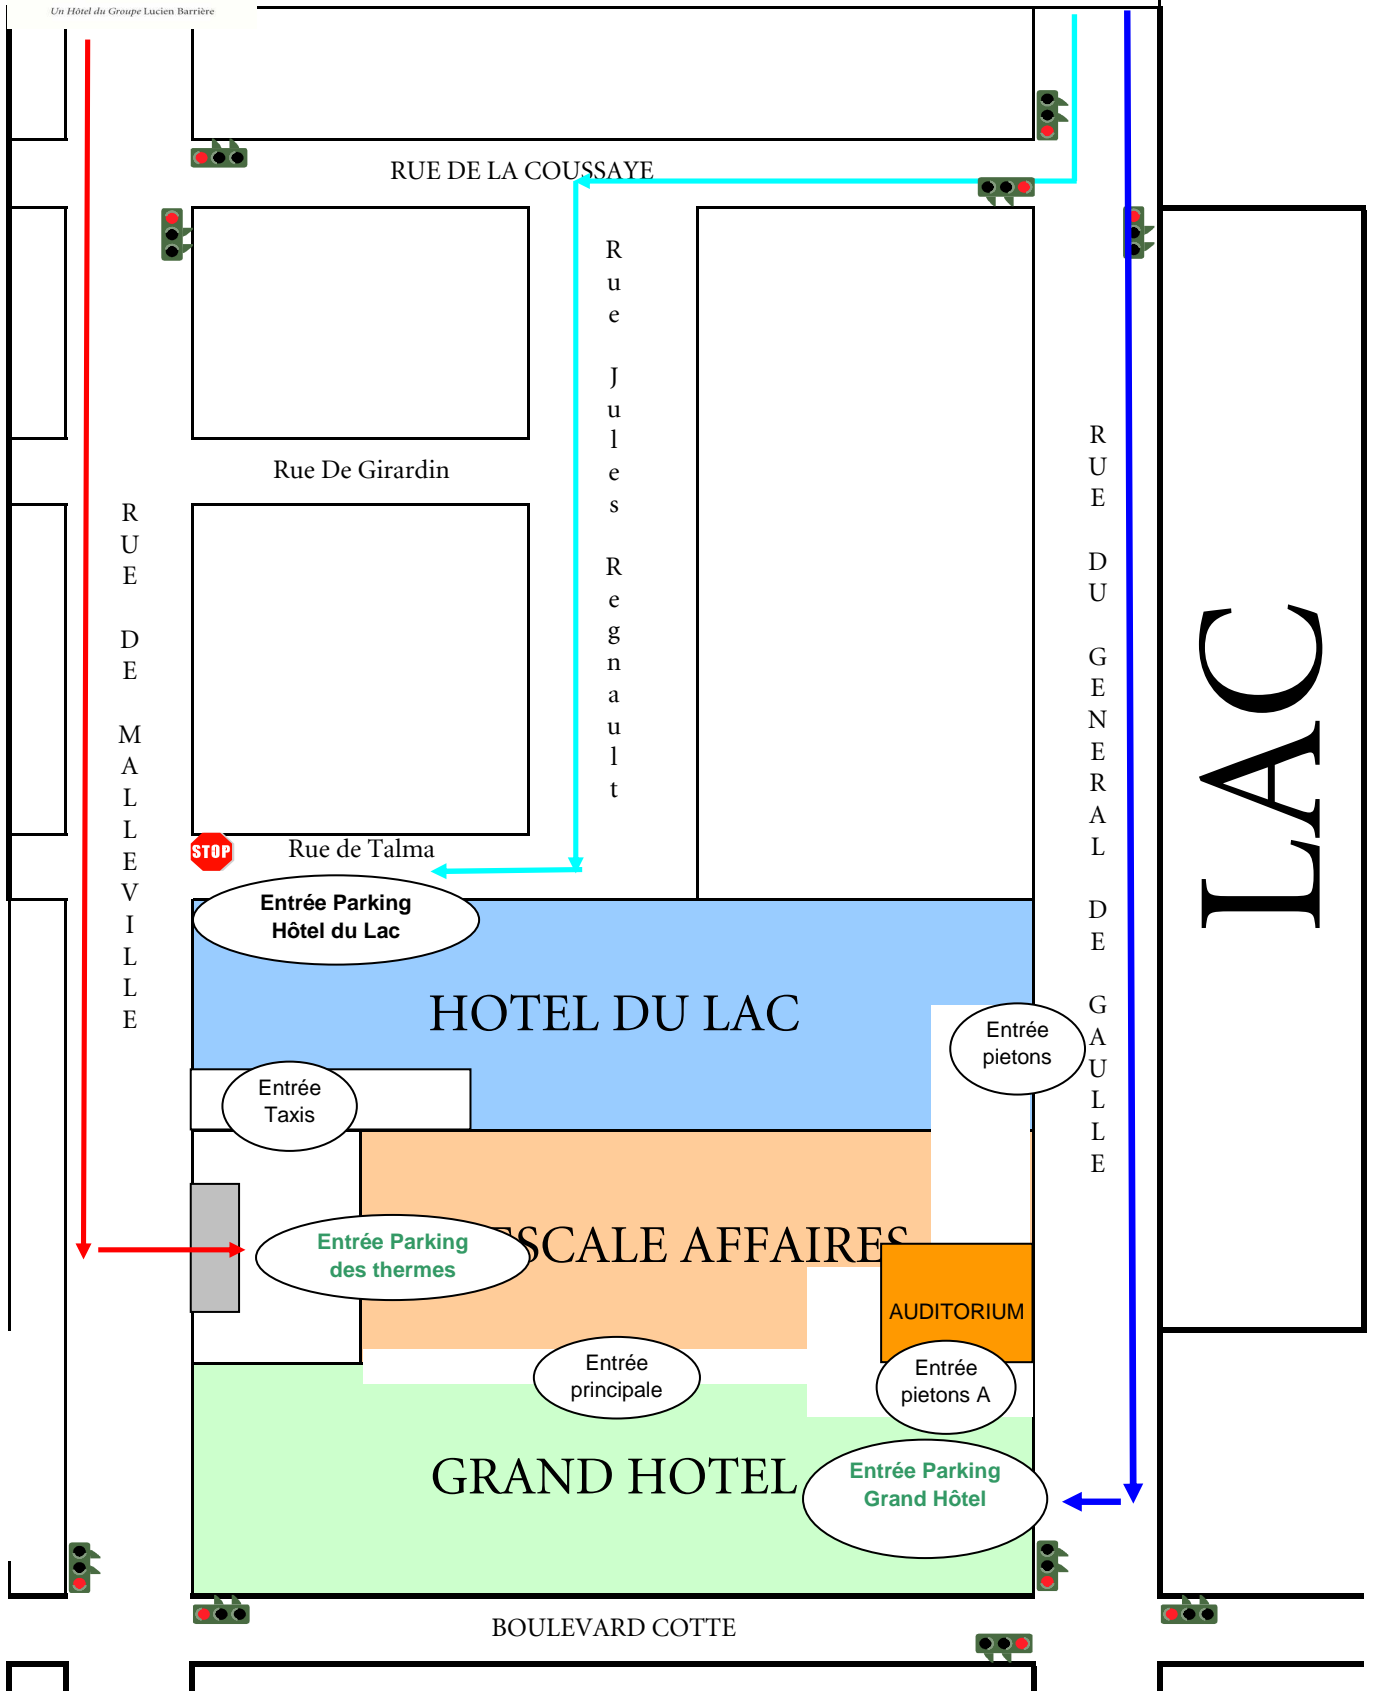 Un Hôtel du Groupe Lucien Barrière
RUE DE LA COUSSAYE
Rue Jules Regnault
RUE DU GENERAL DE GAULLE
Rue De Girardin
RUE DE MALLEVILLE
LAC
STOP
Rue de Talma
Entrée Parking
Hôtel du Lac
HOTEL DU LAC
Entrée
pietons
Entrée
Taxis
ESCALE AFFAIRES
Entrée Parking
des thermes
AUDITORIUM
Entrée
principale
Entrée
pietons A
GRAND HOTEL
Entrée Parking
Grand Hôtel
BOULEVARD COTTE